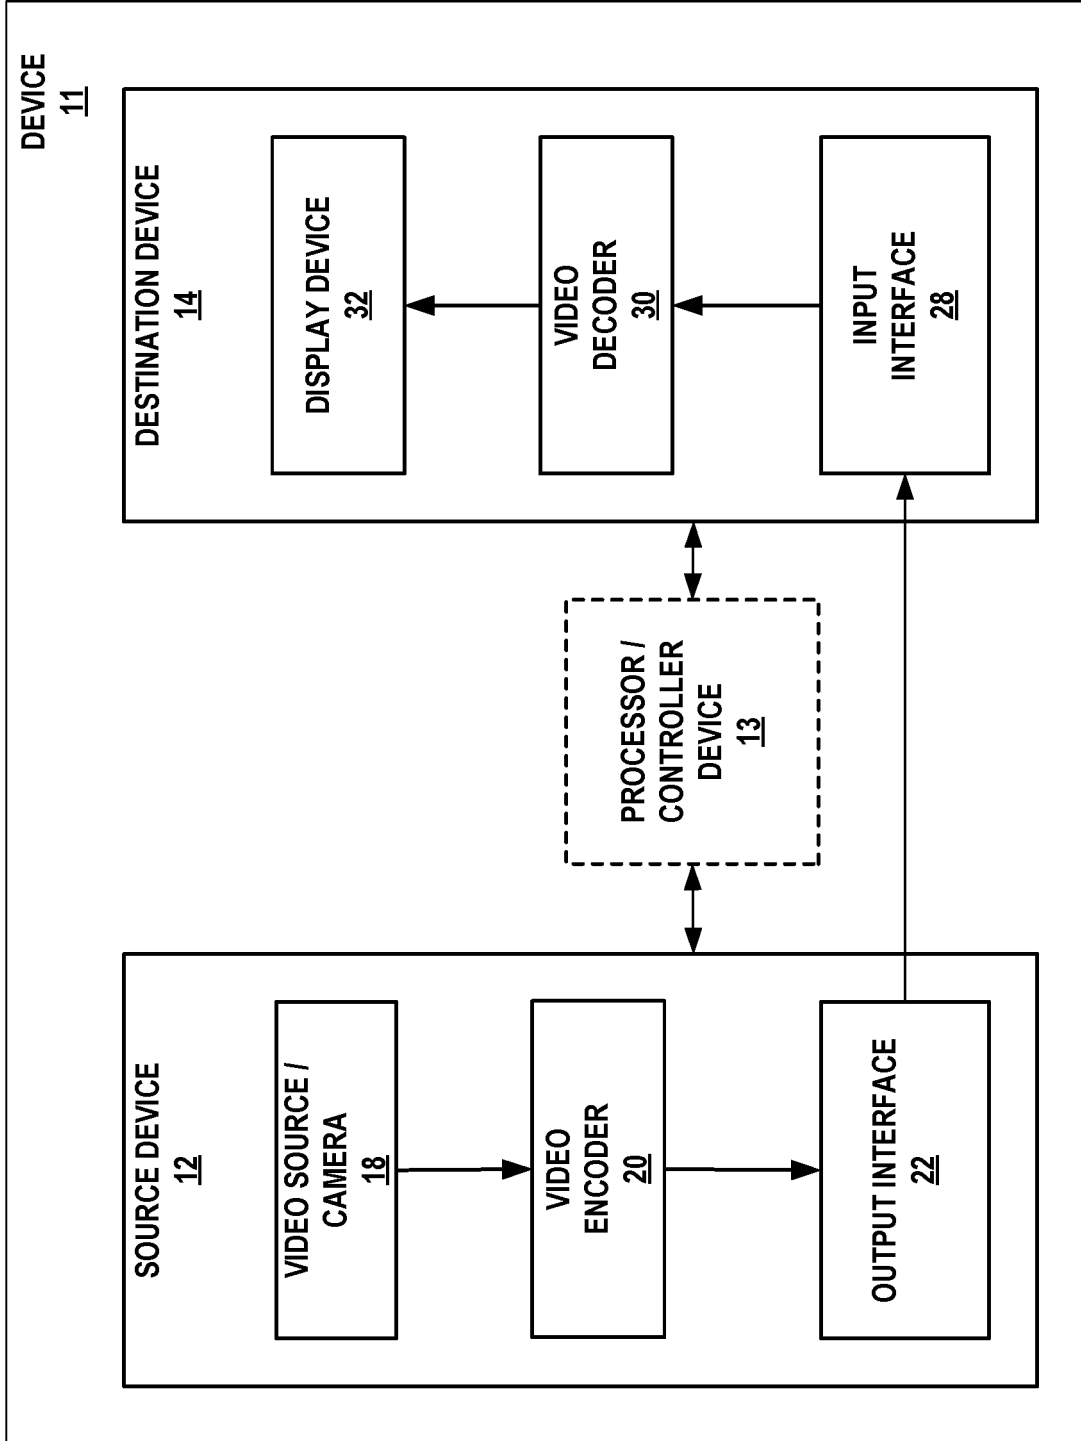 DEVICE
11
SOURCE DEVICE
12
VIDEO SOURCE /
CAMERA
18
VIDEO
ENCODER
20
OUTPUT INTERFACE
22
PROCESSOR /
CONTROLLER
DEVICE
13
DESTINATION DEVICE
14
DISPLAY DEVICE
32
VIDEO
DECODER
30
INPUT
INTERFACE
28